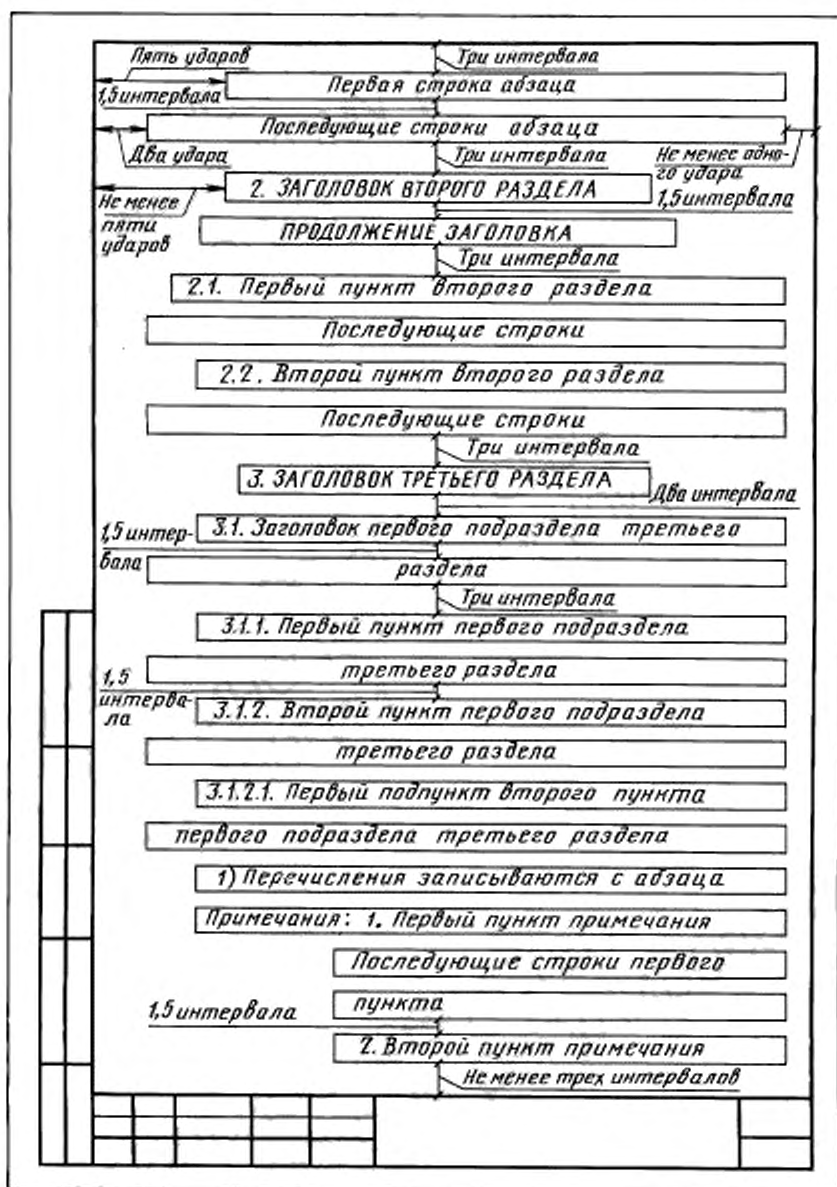 Пять ударов
Три интервала
Первая строка абзаца
1,5 интервала
Последующие строки абзаца
Два удара
Три интервала
Не менее одно-
го удара
2. ЗАГОЛОВОК ВТОРОГО РАЗДЕЛА
1,5 интервала
Не менее
пяти
ударов
ПРОДОЛЖЕНИЕ ЗАГОЛОВКА
Три интервала
2.1. Первый пункт второго раздела
Последующие строки
2.2. Второй пункт второго раздела
Последующие строки
Три интервала
3. ЗАГОЛОВОК ТРЕТЬЕГО РАЗДЕЛА
Два интервала
3.1. Заголовок первого подраздела третьего
1,5 интер-
вала
раздела
Три интервала
3.1.1. Первый пункт первого подраздела
третьего раздела
1,5
интерва-
ла
3.1.2. Второй пункт первого подраздела
третьего раздела
3.1.2.1. Первый подпункт второго пункта
первого подраздела третьего раздела
1) Перечисления записываются с абзаца
Примечания: 1. Первый пункт примечания
Последующие строки первого
пункта
1,5 интервала
2. Второй пункт примечания
Не менее трех интервалов